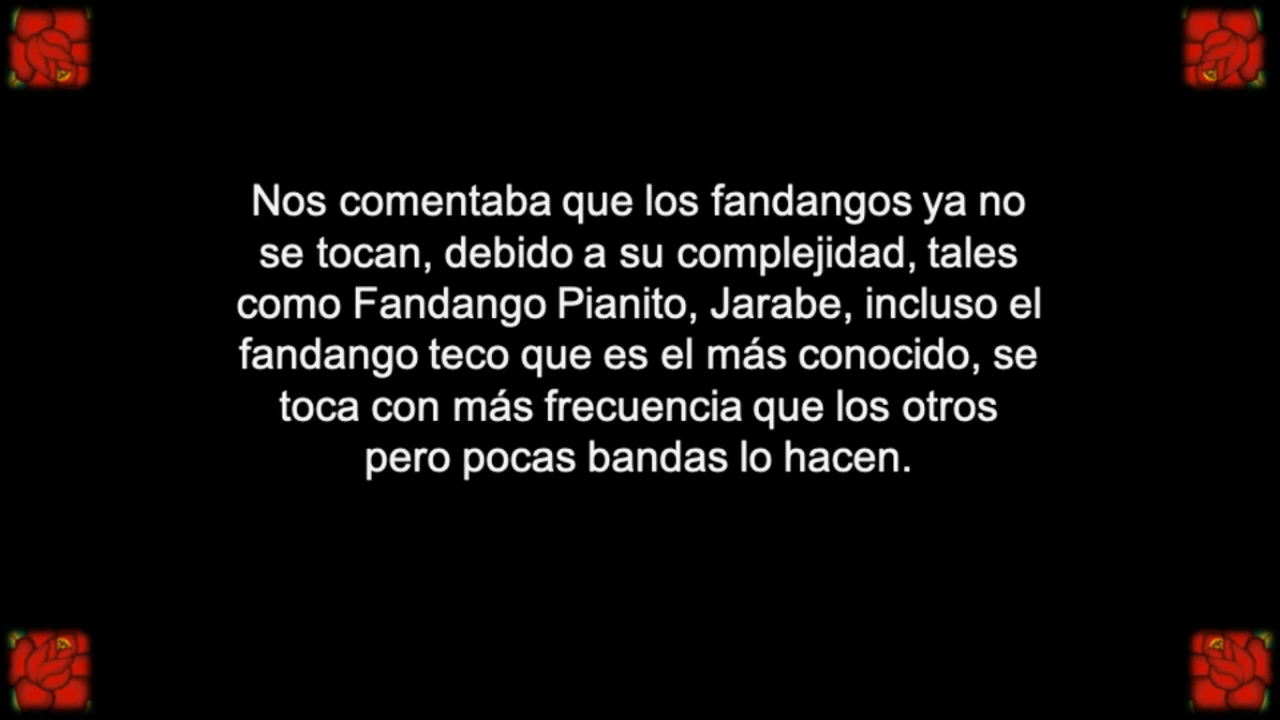 Nos comentaba que los fandangos ya no
se tocan, debido a su complejidad, tales
como Fandango Pianito, Jarabe, incluso el
fandango teco que es el más conocido, se
toca con más frecuencia que los otros
pero pocas bandas lo hacen.